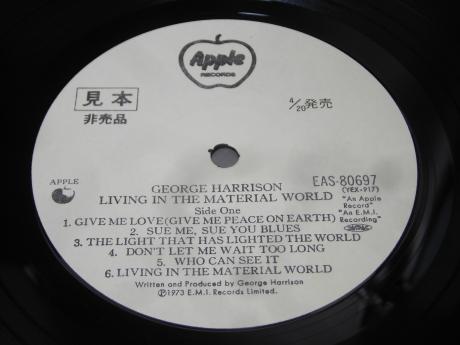 Apple
RECORDS
見本
非売品
4/20発売
APPLE
GEORGE HARRISON
LIVING IN THE MATERIAL WORLD
EAS-80697
(YEX-917)
Side One
"An Apple
Record"
"An E.M.I.
Recording"
1. GIVE ME LOVE(GIVE ME PEACE ON EARTH)
2. SUE ME, SUE YOU BLUES
3. THE LIGHT THAT HAS LIGHTED THE WORLD
4. DON'T LET ME WAIT TOO LONG
5. WHO CAN SEE IT
6. LIVING IN THE MATERIAL WORLD
Written and Produced by George Harrison
Ⓟ1973 E.M.I. Records Limited.